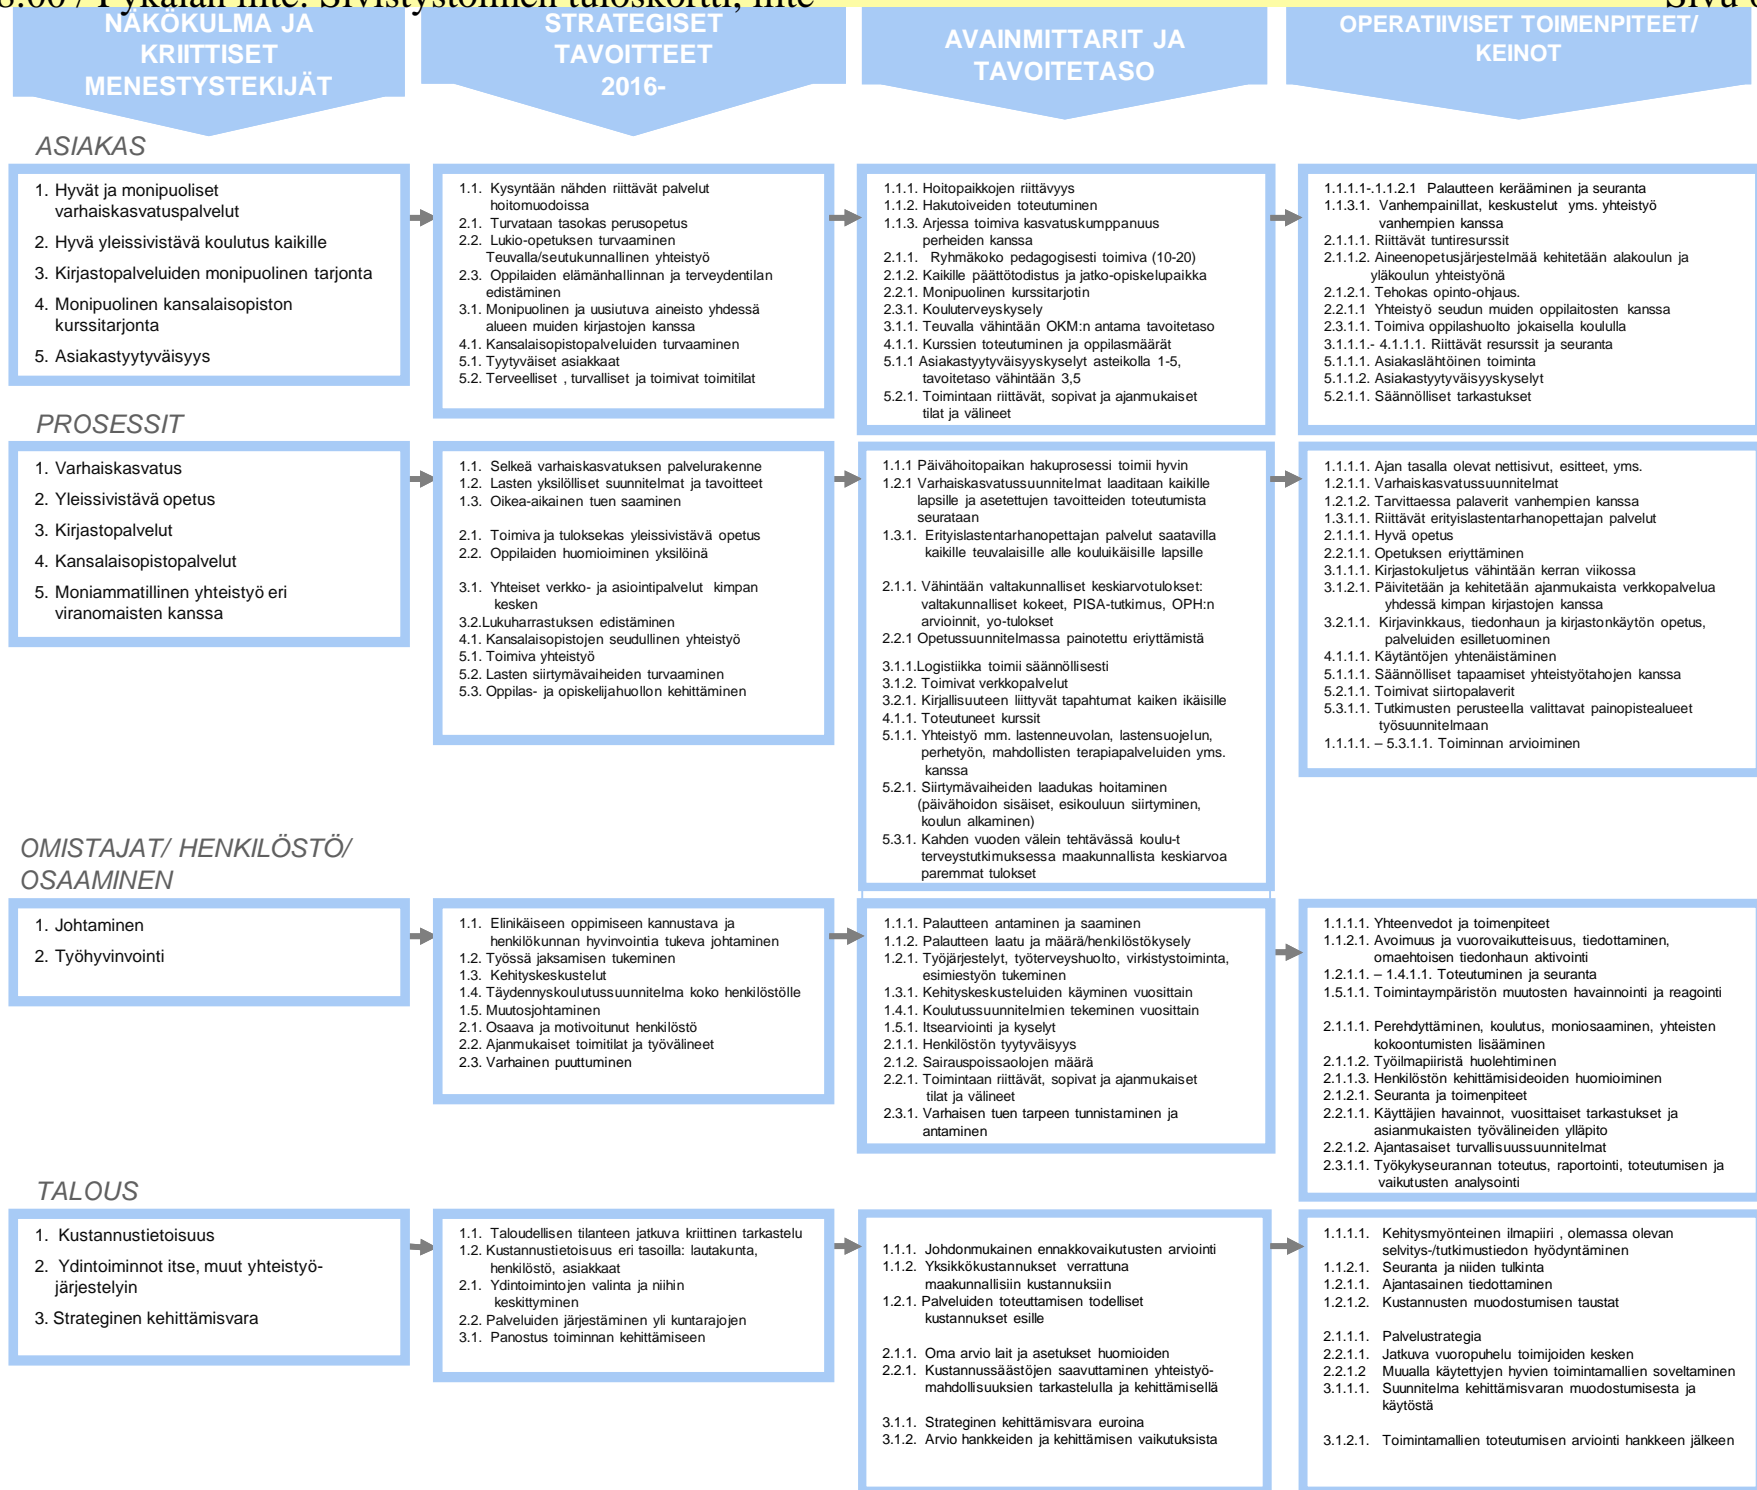 NÄKÖKULMA JA
KRIITTISET
MENESTYSTEKIJÄT
STRATEGISET
TAVOITTEET
2016-
AVAINMITTARIT JA
TAVOITETASO
OPERATIIVISET TOIMENPITEET/
KEINOT
ASIAKAS
1. Hyvät ja monipuoliset
varhaiskasvatuspalvelut
2. Hyvä yleissivistävä koulutus kaikille
3. Kirjastopalveluiden monipuolinen tarjonta
4. Monipuolinen kansalaisopiston
kurssitarjonta
5. Asiakastyytyväisyys
1.1. Kysyntään nähden riittävät palvelut
hoitomuodoissa
2.1. Turvataan tasokas perusopetus
2.2. Lukio-opetuksen turvaaminen
Teuvalla/seutukunnallinen yhteistyö
2.3. Oppilaiden elämänhallinnan ja terveydentilan
edistäminen
3.1. Monipuolinen ja uusiutuva aineisto yhdessä
alueen muiden kirjastojen kanssa
4.1. Kansalaisopistopalveluiden turvaaminen
5.1. Tyytyväiset asiakkaat
5.2. Terveelliset , turvalliset ja toimivat toimitilat
1.1.1. Hoitopaikkojen riittävyys
1.1.2. Hakutoiveiden toteutuminen
1.1.3. Arjessa toimiva kasvatuskumppanuus
perheiden kanssa
2.1.1. Ryhmäkoko pedagogisesti toimiva (10-20)
2.1.2. Kaikille päättötodistus ja jatko-opiskelupaikka
2.2.1. Monipuolinen kurssitarjotin
2.3.1. Kouluterveyskysely
3.1.1. Teuvalla vähintään OKM:n antama tavoitetaso
4.1.1. Kurssien toteutuminen ja oppilasmäärät
5.1.1 Asiakastyytyväisyyskyselyt asteikolla 1-5,
tavoitetaso vähintään 3,5
5.2.1. Toimintaan riittävät, sopivat ja ajanmukaiset
tilat ja välineet
1.1.1.1-.1.1.2.1 Palautteen kerääminen ja seuranta
1.1.3.1. Vanhempainillat, keskustelut yms. yhteistyö
vanhempien kanssa
2.1.1.1. Riittävät tuntiresurssit
2.1.1.2. Aineenopetusjärjestelmää kehitetään alakoulun ja
yläkoulun yhteistyönä
2.1.2.1. Tehokas opinto-ohjaus.
2.2.1.1 Yhteistyö seudun muiden oppilaitosten kanssa
2.3.1.1. Toimiva oppilashuolto jokaisella koululla
3.1.1.1.- 4.1.1.1. Riittävät resurssit ja seuranta
5.1.1.1. Asiakaslähtöinen toiminta
5.1.1.2. Asiakastyytyväisyyskyselyt
5.2.1.1. Säännölliset tarkastukset
PROSESSIT
1. Varhaiskasvatus
2. Yleissivistävä opetus
3. Kirjastopalvelut
4. Kansalaisopistopalvelut
5. Moniammatillinen yhteistyö eri
viranomaisten kanssa
1.1. Selkeä varhaiskasvatuksen palvelurakenne
1.2. Lasten yksilölliset suunnitelmat ja tavoitteet
1.3. Oikea-aikainen tuen saaminen
2.1. Toimiva ja tuloksekas yleissivistävä opetus
2.2. Oppilaiden huomioiminen yksilöinä
3.1. Yhteiset verkko- ja asiointipalvelut kimpan
kesken
3.2.Lukuharrastuksen edistäminen
4.1. Kansalaisopistojen seudullinen yhteistyö
5.1. Toimiva yhteistyö
5.2. Lasten siirtymävaiheiden turvaaminen
5.3. Oppilas- ja opiskelijahuollon kehittäminen
1.1.1 Päivähoitopaikan hakuprosessi toimii hyvin
1.2.1 Varhaiskasvatussuunnitelmat laaditaan kaikille
lapsille ja asetettujen tavoitteiden toteutumista
seurataan
1.3.1. Erityislastentarhanopettajan palvelut saatavilla
kaikille teuvalaisille alle kouluikäisille lapsille
2.1.1. Vähintään valtakunnalliset keskiarvotulokset:
valtakunnalliset kokeet, PISA-tutkimus, OPH:n
arvioinnit, yo-tulokset
2.2.1 Opetussuunnitelmassa painotettu eriyttämistä
3.1.1.Logistiikka toimii säännöllisesti
3.1.2. Toimivat verkkopalvelut
3.2.1. Kirjallisuuteen liittyvät tapahtumat kaiken ikäisille
4.1.1. Toteutuneet kurssit
5.1.1. Yhteistyö mm. lastenneuvolan, lastensuojelun,
perhetyön, mahdollisten terapiapalveluiden yms.
kanssa
5.2.1. Siirtymävaiheiden laadukas hoitaminen
(päivähoidon sisäiset, esikouluun siirtyminen,
koulun alkaminen)
5.3.1. Kahden vuoden välein tehtävässä koulu-t
terveystutkimuksessa maakunnallista keskiarvoa
paremmat tulokset
1.1.1.1. Ajan tasalla olevat nettisivut, esitteet, yms.
1.2.1.1. Varhaiskasvatussuunnitelmat
1.2.1.2. Tarvittaessa palaverit vanhempien kanssa
1.3.1.1. Riittävät erityislastentarhanopettajan palvelut
2.1.1.1. Hyvä opetus
2.2.1.1. Opetuksen eriyttäminen
3.1.1.1. Kirjastokuljetus vähintään kerran viikossa
3.1.2.1. Päivitetään ja kehitetään ajanmukaista verkkopalvelua
yhdessä kimpan kirjastojen kanssa
3.2.1.1. Kirjavinkkaus, tiedonhaun ja kirjastonkäytön opetus,
palveluiden esilletuominen
4.1.1.1. Käytäntöjen yhtenäistäminen
5.1.1.1. Säännölliset tapaamiset yhteistyötahojen kanssa
5.2.1.1. Toimivat siirtopalaverit
5.3.1.1. Tutkimusten perusteella valittavat painopistealueet
työsuunnitelmaan
1.1.1.1. – 5.3.1.1. Toiminnan arvioiminen
OMISTAJAT/ HENKILÖSTÖ/
OSAAMINEN
1. Johtaminen
2. Työhyvinvointi
1.1. Elinikäiseen oppimiseen kannustava ja
henkilökunnan hyvinvointia tukeva johtaminen
1.2. Työssä jaksamisen tukeminen
1.3. Kehityskeskustelut
1.4. Täydennyskoulutussuunnitelma koko henkilöstölle
1.5. Muutosjohtaminen
2.1. Osaava ja motivoitunut henkilöstö
2.2. Ajanmukaiset toimitilat ja työvälineet
2.3. Varhainen puuttuminen
1.1.1. Palautteen antaminen ja saaminen
1.1.2. Palautteen laatu ja määrä/henkilöstökysely
1.2.1. Työjärjestelyt, työterveyshuolto, virkistystoiminta,
esimiestyön tukeminen
1.3.1. Kehityskeskusteluiden käyminen vuosittain
1.4.1. Koulutussuunnitelmien tekeminen vuosittain
1.5.1. Itsearviointi ja kyselyt
2.1.1. Henkilöstön tyytyväisyys
2.1.2. Sairauspoissaolojen määrä
2.2.1. Toimintaan riittävät, sopivat ja ajanmukaiset
tilat ja välineet
2.3.1. Varhaisen tuen tarpeen tunnistaminen ja
antaminen
1.1.1.1. Yhteenvedot ja toimenpiteet
1.1.2.1. Avoimuus ja vuorovaikutteisuus, tiedottaminen,
omaehtoisen tiedonhaun aktivointi
1.2.1.1. – 1.4.1.1. Toteutuminen ja seuranta
1.5.1.1. Toimintaympäristön muutosten havainnointi ja reagointi
2.1.1.1. Perehdyttäminen, koulutus, moniosaaminen, yhteisten
kokoontumisten lisääminen
2.1.1.2. Työilmapiiristä huolehtiminen
2.1.1.3. Henkilöstön kehittämisideoiden huomioiminen
2.1.2.1. Seuranta ja toimenpiteet
2.2.1.1. Käyttäjien havainnot, vuosittaiset tarkastukset ja
asianmukaisten työvälineiden ylläpito
2.2.1.2. Ajantasaiset turvallisuussuunnitelmat
2.3.1.1. Työkykyseurannan toteutus, raportointi, toteutumisen ja
vaikutusten analysointi
TALOUS
1. Kustannustietoisuus
2. Ydintoiminnot itse, muut yhteistyö-
järjestelyin
3. Strateginen kehittämisvara
1.1. Taloudellisen tilanteen jatkuva kriittinen tarkastelu
1.2. Kustannustietoisuus eri tasoilla: lautakunta,
henkilöstö, asiakkaat
2.1. Ydintoimintojen valinta ja niihin
keskittyminen
2.2. Palveluiden järjestäminen yli kuntarajojen
3.1. Panostus toiminnan kehittämiseen
1.1.1. Johdonmukainen ennakkovaikutusten arviointi
1.1.2. Yksikkökustannukset verrattuna
maakunnallisiin kustannuksiin
1.2.1. Palveluiden toteuttamisen todelliset
kustannukset esille
2.1.1. Oma arvio lait ja asetukset huomioiden
2.2.1. Kustannussäästöjen saavuttaminen yhteistyö-
mahdollisuuksien tarkastelulla ja kehittämisellä
3.1.1. Strateginen kehittämisvara euroina
3.1.2. Arvio hankkeiden ja kehittämisen vaikutuksista
1.1.1.1. Kehitysmyönteinen ilmapiiri , olemassa olevan
selvitys-/tutkimustiedon hyödyntäminen
1.1.2.1. Seuranta ja niiden tulkinta
1.2.1.1. Ajantasainen tiedottaminen
1.2.1.2. Kustannusten muodostumisen taustat
2.1.1.1. Palvelustrategia
2.2.1.1. Jatkuva vuoropuhelu toimijoiden kesken
2.2.1.2 Muualla käytettyjen hyvien toimintamallien soveltaminen
3.1.1.1. Suunnitelma kehittämisvaran muodostumisesta ja
käytöstä
3.1.2.1. Toimintamallien toteutumisen arviointi hankkeen jälkeen